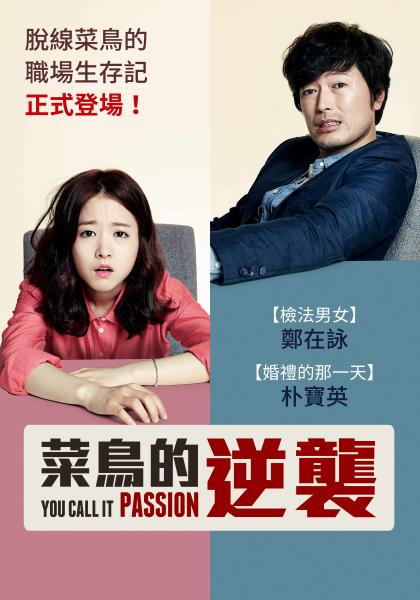 脫線菜鳥的
職場生存記
正式登場！
【檢法男女】
鄭在詠
【婚禮的那一天】
朴寶英
菜鳥的逆襲
YOU CALL IT PASSION